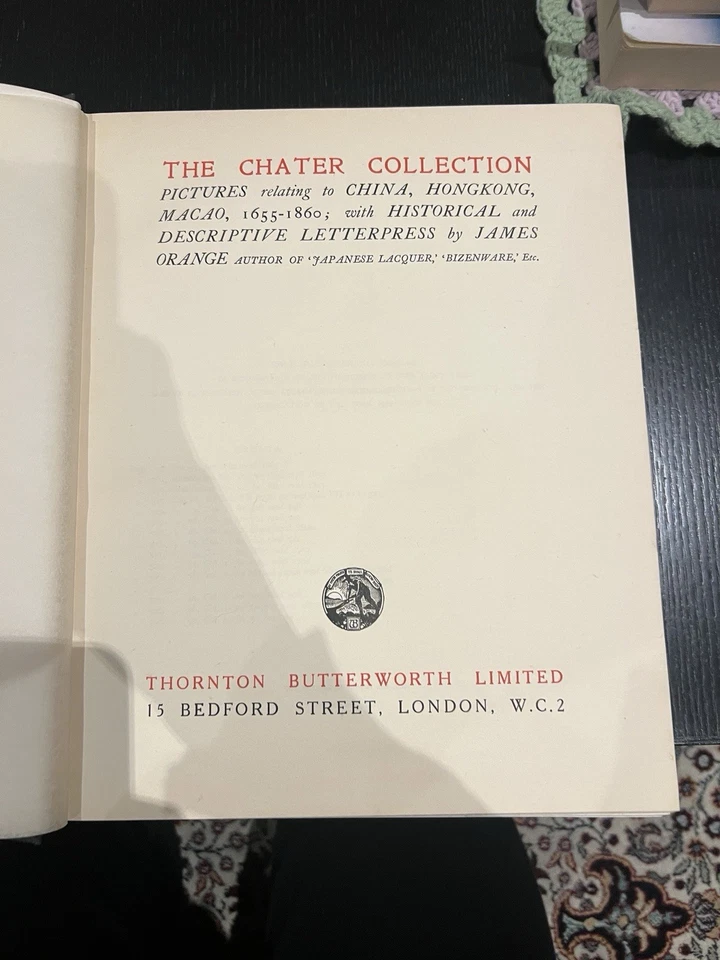 THE CHATER COLLECTION
PICTURES relating to CHINA, HONGKONG,
MACAO, 1655-1860; with HISTORICAL and
DESCRIPTIVE LETTERPRESS by JAMES
ORANGE AUTHOR OF ‘JAPANESE LACQUER,’ ‘BIZENWARE,’ Etc.
THORNTON BUTTERWORTH LIMITED
15 BEDFORD STREET, LONDON, W.C.2